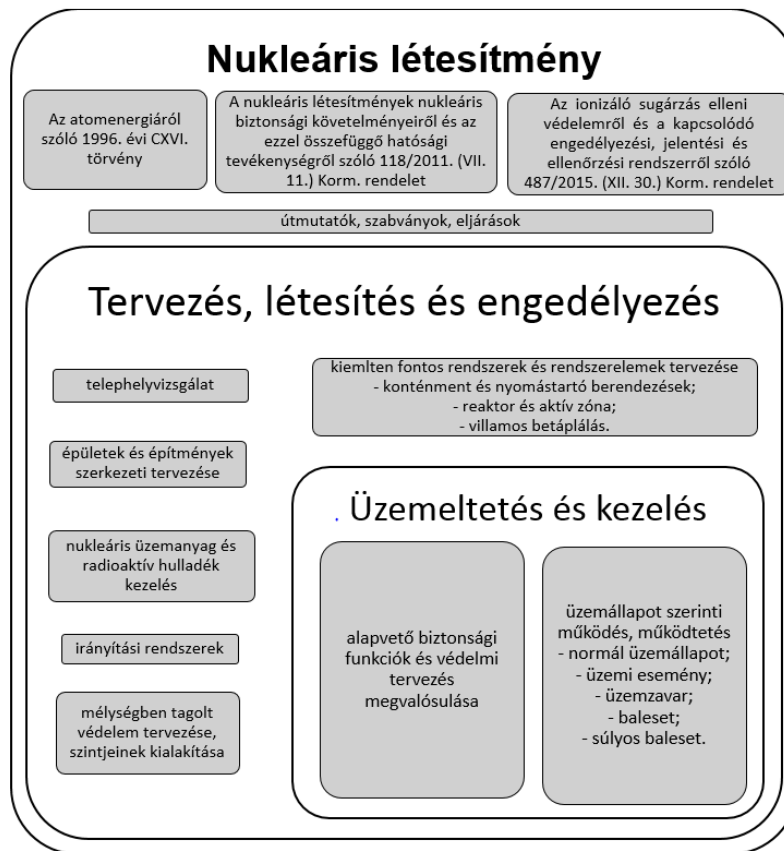 Nukleáris létesítmény
Az atomenergiáról
szóló 1996. évi CXVI.
törvény
A nukleáris létesítmények nukleáris
biztonsági követelményeiről és az
ezzel összefüggő hatósági
tevékenységről szóló 118/2011. (VII.
11.) Korm. rendelet
Az ionizáló sugárzás elleni
védelemről és a kapcsolódó
engedélyezési, jelentési és
ellenőrzési rendszerről szóló
487/2015. (XII. 30.) Korm. rendelet
útmutatók, szabványok, eljárások
Tervezés, létesítés és engedélyezés
telephelyvizsgálat
épületek és építmények
szerkezeti tervezése
nukleáris üzemanyag és
radioaktív hulladék
kezelés
irányítási rendszerek
mélységben tagolt
védelem tervezése,
szintjeinek kialakítása
kiemlten fontos rendszerek és rendszerelemek tervezése
- konténment és nyomástartó berendezések;
- reaktor és aktív zóna;
- villamos betáplálás.
Üzemeltetés és kezelés
alapvető biztonsági
funkciók és védelmi
tervezés
megvalósulása
üzemállapot szerinti
működés, működtetés
- normál üzemállapot;
- üzemi esemény;
- üzemzavar;
- baleset;
- súlyos baleset.